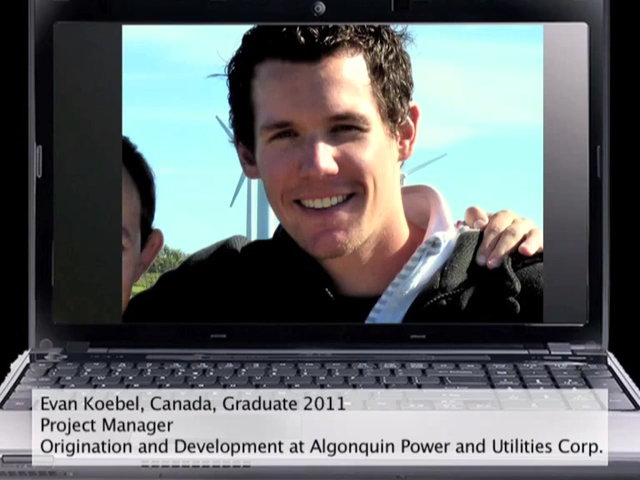 Evan Koebel, Canada, Graduate 2011
Project Manager
Origination and Development at Algonquin Power and Utilities Corp.